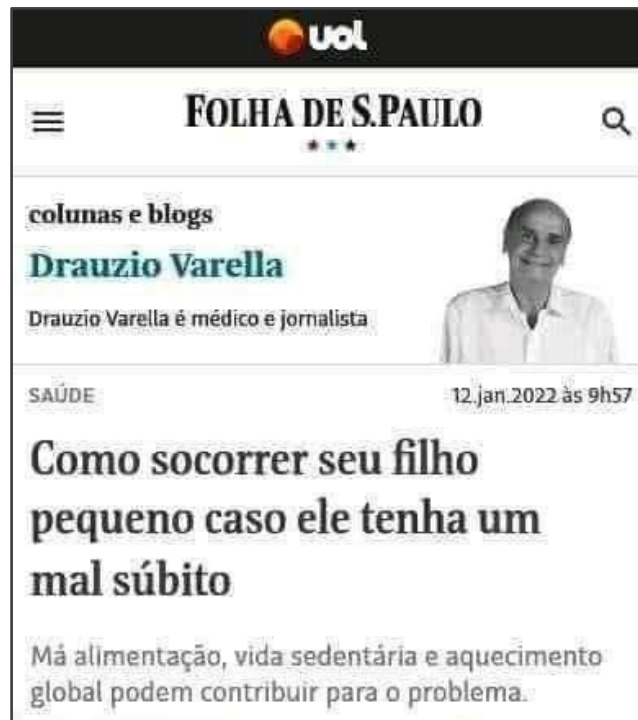 uol
FOLHA DE S.PAULO
colunas e blogs
Drauzio Varella
Drauzio Varella é médico e jornalista
SAÚDE
12.jan.2022 às 9h57
Como socorrer seu filho
pequeno caso ele tenha um
mal súbito
Má alimentação, vida sedentária e aquecimento
global podem contribuir para o problema.